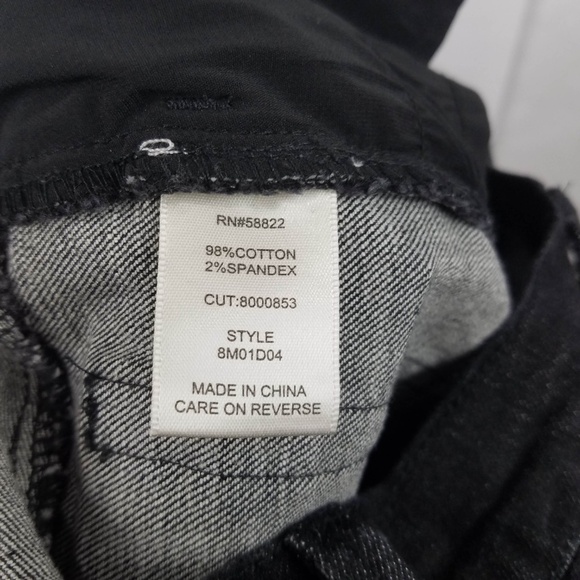 RN#58822
98%COTTON
2%SPANDEX
CUT:8000853
STYLE
8M01D04
MADE IN CHINA
CARE ON REVERSE